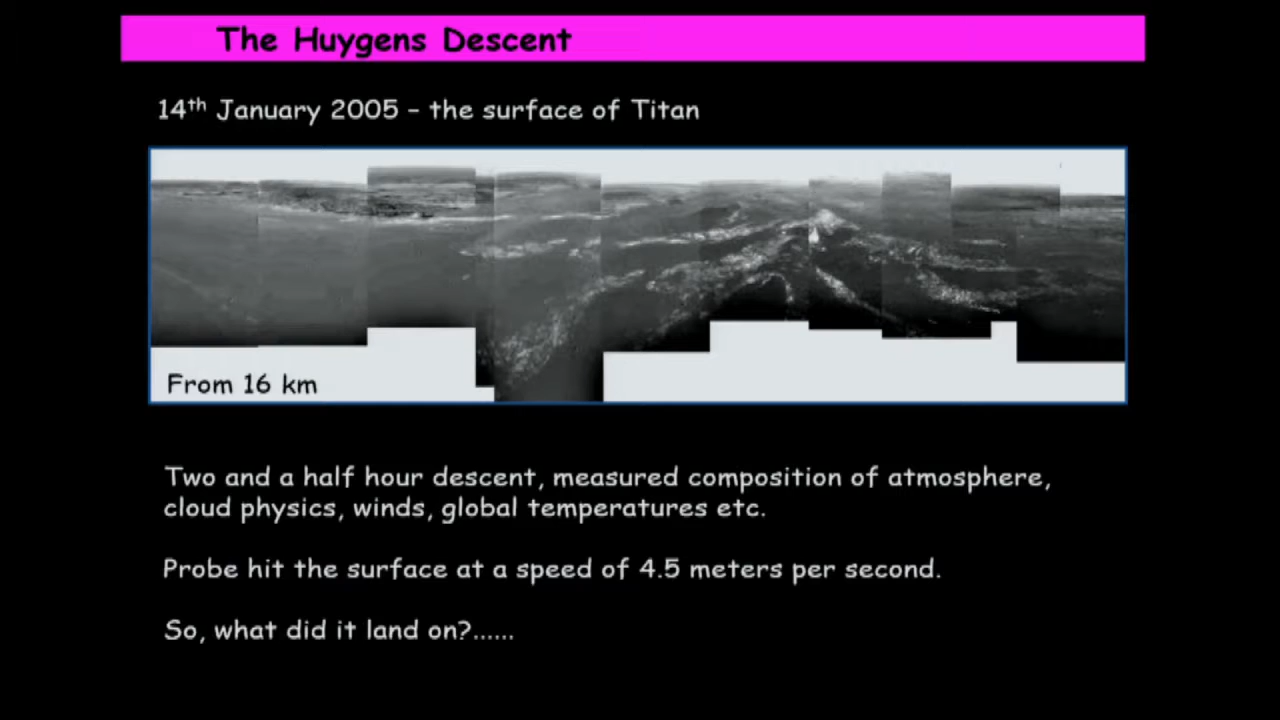 The Huygens Descent
14th January 2005 – the surface of Titan
From 16 km
Two and a half hour descent, measured composition of atmosphere,
cloud physics, winds, global temperatures etc.
Probe hit the surface at a speed of 4.5 meters per second.
So, what did it land on?......